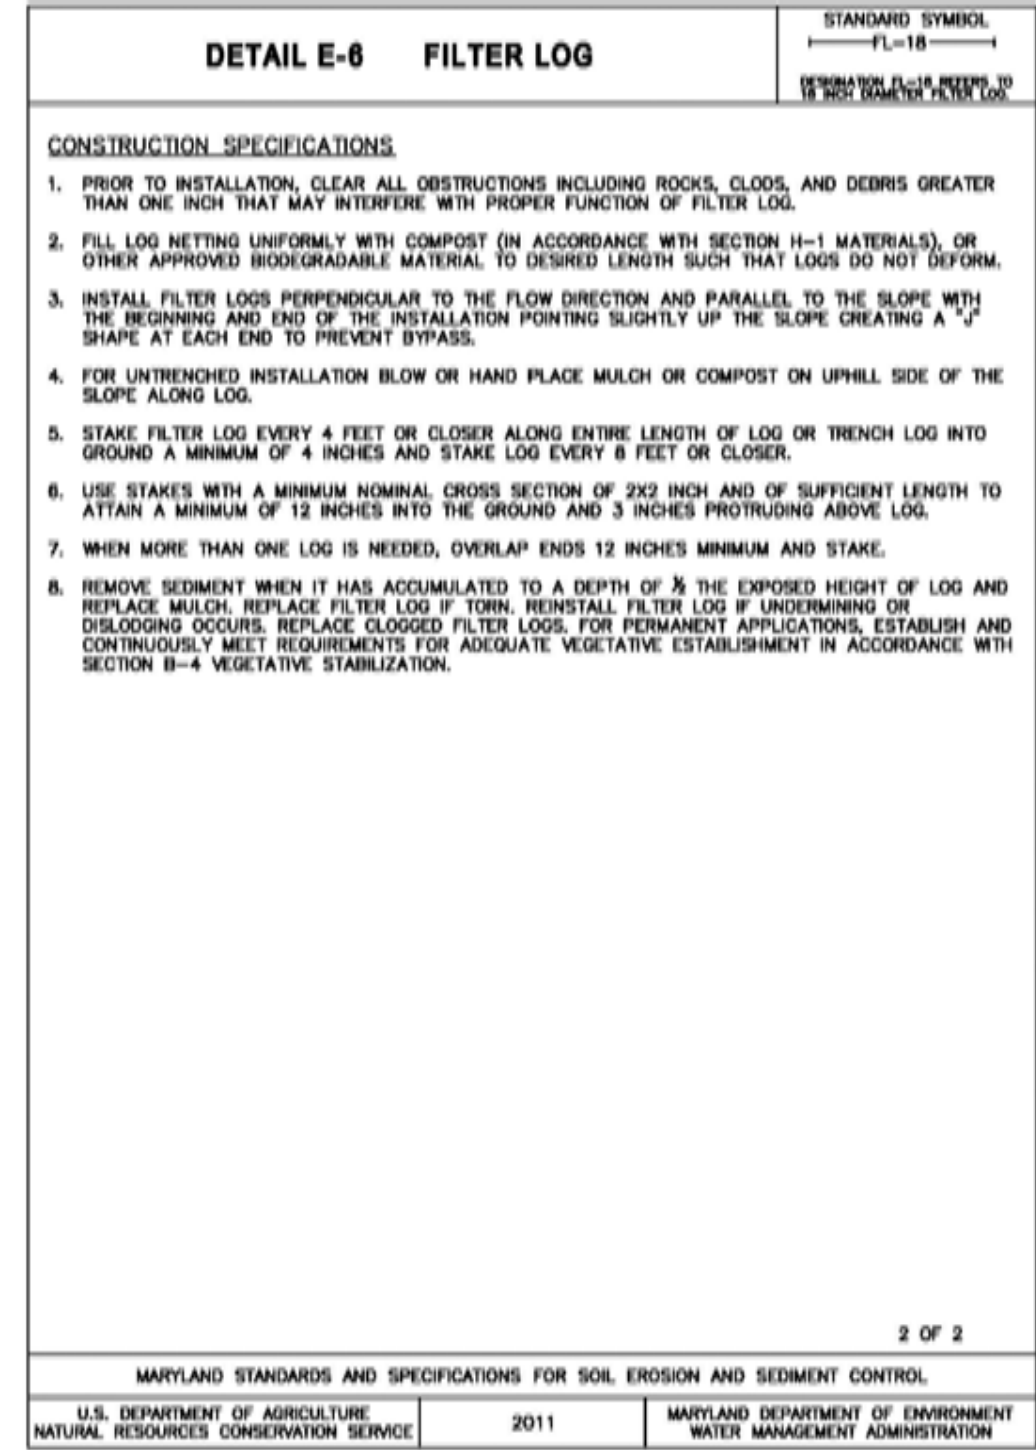 DETAIL E-6 FILTER LOG
STANDARD SYMBOL
FL-18
DESIGNATION FL-18 REFERS TO
18 INCH DIAMETER FILTER LOG.
CONSTRUCTION SPECIFICATIONS
1. PRIOR TO INSTALLATION, CLEAR ALL OBSTRUCTIONS INCLUDING ROCKS, CLODS, AND DEBRIS GREATER
THAN ONE INCH THAT MAY INTERFERE WITH PROPER FUNCTION OF FILTER LOG.
2. FILL LOG NETTING UNIFORMLY WITH COMPOST (IN ACCORDANCE WITH SECTION H-1 MATERIALS), OR
OTHER APPROVED BIODEGRADABLE MATERIAL TO DESIRED LENGTH SUCH THAT LOGS DO NOT DEFORM.
3. INSTALL FILTER LOGS PERPENDICULAR TO THE FLOW DIRECTION AND PARALLEL TO THE SLOPE WITH
THE BEGINNING AND END OF THE INSTALLATION POINTING SLIGHTLY UP THE SLOPE CREATING A "J"
SHAPE AT EACH END TO PREVENT BYPASS.
4. FOR UNTRENCHED INSTALLATION BLOW OR HAND PLACE MULCH OR COMPOST ON UPHILL SIDE OF THE
SLOPE ALONG LOG.
5. STAKE FILTER LOG EVERY 4 FEET OR CLOSER ALONG ENTIRE LENGTH OF LOG OR TRENCH LOG INTO
GROUND A MINIMUM OF 4 INCHES AND STAKE LOG EVERY 8 FEET OR CLOSER.
6. USE STAKES WITH A MINIMUM NOMINAL CROSS SECTION OF 2X2 INCH AND OF SUFFICIENT LENGTH TO
ATTAIN A MINIMUM OF 12 INCHES INTO THE GROUND AND 3 INCHES PROTRUDING ABOVE LOG.
7. WHEN MORE THAN ONE LOG IS NEEDED, OVERLAP ENDS 12 INCHES MINIMUM AND STAKE.
8. REMOVE SEDIMENT WHEN IT HAS ACCUMULATED TO A DEPTH OF THE EXPOSED HEIGHT OF LOG AND
REPLACE MULCH. REPLACE FILTER LOG IF TORN. REINSTALL FILTER LOG IF UNDERMINING OR
DISLODGING OCCURS. REPLACE CLOGGED FILTER LOGS. FOR PERMANENT APPLICATIONS, ESTABLISH AND
CONTINUOUSLY MEET REQUIREMENTS FOR ADEQUATE VEGETATIVE ESTABLISHMENT IN ACCORDANCE WITH
SECTION B-4 VEGETATIVE STABILIZATION.
2 OF 2
MARYLAND STANDARDS AND SPECIFICATIONS FOR SOIL EROSION AND SEDIMENT CONTROL
U.S. DEPARTMENT OF AGRICULTURE
NATURAL RESOURCES CONSERVATION SERVICE
2011
MARYLAND DEPARTMENT OF ENVIRONMENT
WATER MANAGEMENT ADMINISTRATION